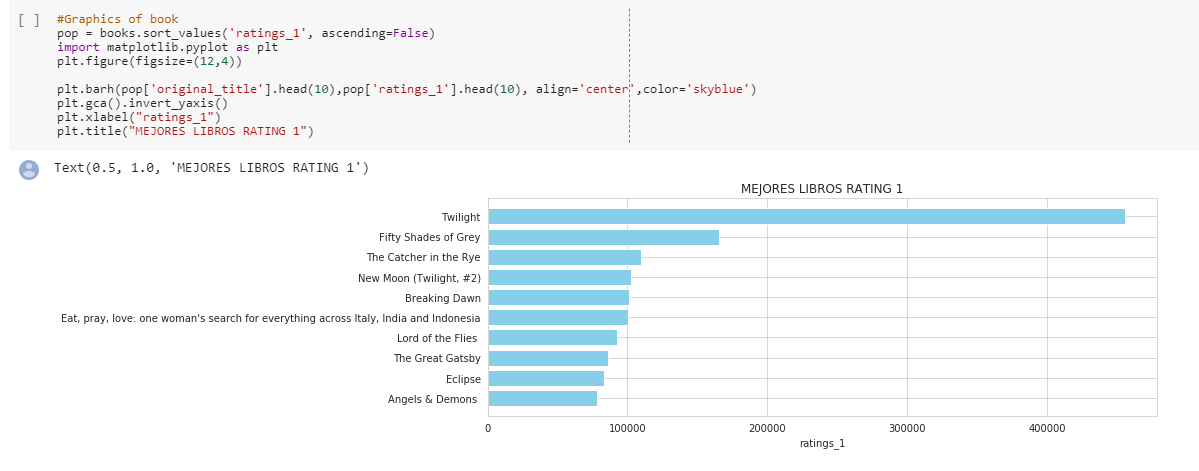 [ ] #Graphics of book
pop = books.sort_values('ratings_1', ascending=False)
import matplotlib.pyplot as plt
plt.figure(figsize=(12,4))
plt.barh(pop['original_title'].head(10),pop['ratings_1'].head(10), align='center',color='skyblue')
plt.gca().invert_yaxis()
plt.xlabel("ratings_1")
plt.title("MEJORES LIBROS RATING 1")
Text(0.5, 1.0, 'MEJORES LIBROS RATING 1')
MEJORES LIBROS RATING 1
Twilight
Fifty Shades of Grey
The Catcher in the Rye
New Moon (Twilight, #2)
Breaking Dawn
Eat, pray, love: one woman's search for everything across Italy, India and Indonesia
Lord of the Flies
The Great Gatsby
Eclipse
Angels & Demons
0 100000 200000 300000 400000
ratings_1